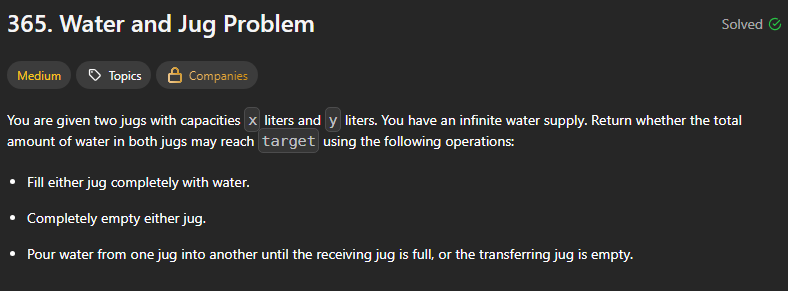 365. Water and Jug Problem
Solved
Medium
Topics
Companies
You are given two jugs with capacities x liters and y liters. You have an infinite water supply. Return whether the total
amount of water in both jugs may reach target using the following operations:
• Fill either jug completely with water.
• Completely empty either jug.
• Pour water from one jug into another until the receiving jug is full, or the transferring jug is empty.